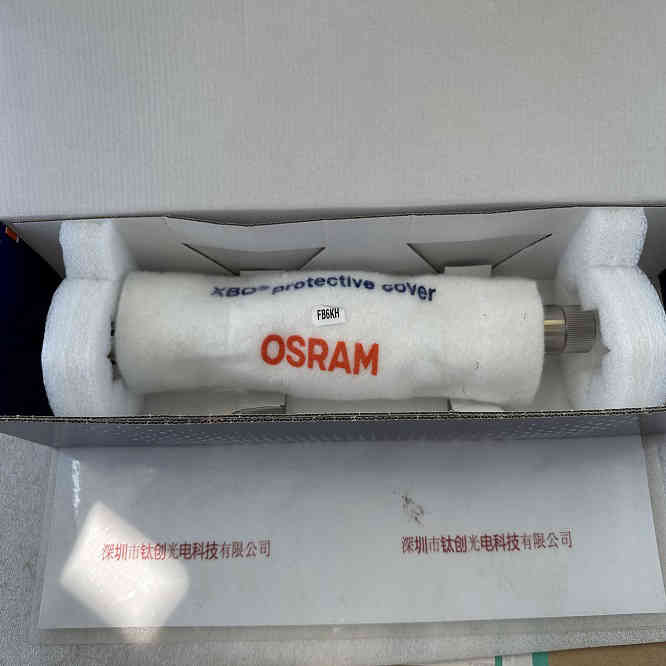 XBO® protective cover
FB6KH
OSRAM
深圳市钛创光电科技有限公司
深圳市钛创光电科技有限公司